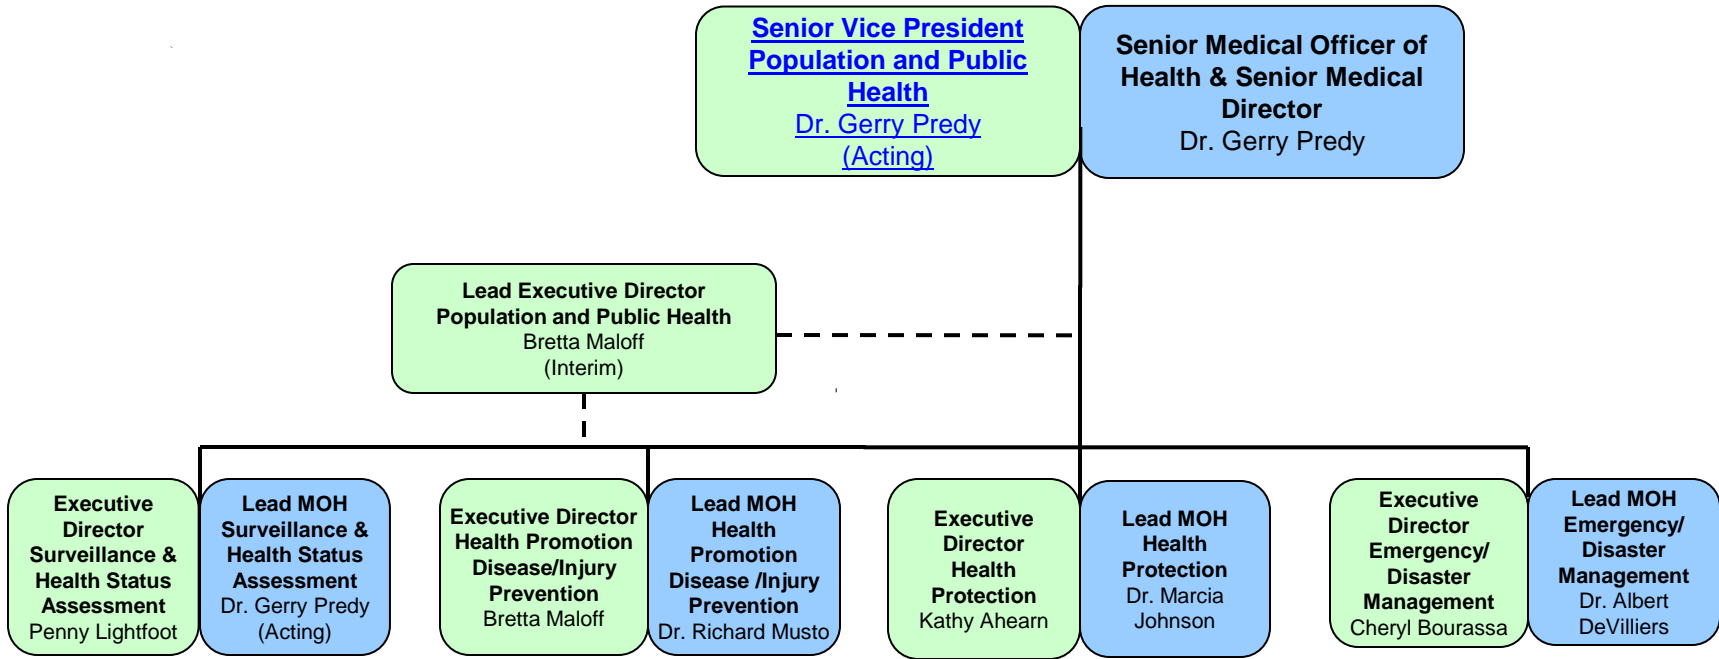 Senior Vice President
Population and Public
Health
Dr. Gerry Predy
(Acting)
Senior Medical Officer of
Health & Senior Medical
Director
Dr. Gerry Predy
Lead Executive Director
Population and Public Health
Bretta Maloff
(Interim)
Executive
Director
Surveillance &
Health Status
Assessment
Penny Lightfoot
Lead MOH
Surveillance &
Health Status
Assessment
Dr. Gerry Predy
(Acting)
Executive Director
Health Promotion
Disease/Injury
Prevention
Bretta Maloff
Lead MOH
Health
Promotion
Disease /Injury
Prevention
Dr. Richard Musto
Executive
Director
Health
Protection
Kathy Ahearn
Lead MOH
Health
Protection
Dr. Marcia
Johnson
Executive
Director
Emergency/
Disaster
Management
Cheryl Bourassa
Lead MOH
Emergency/
Disaster
Management
Dr. Albert
DeVilliers